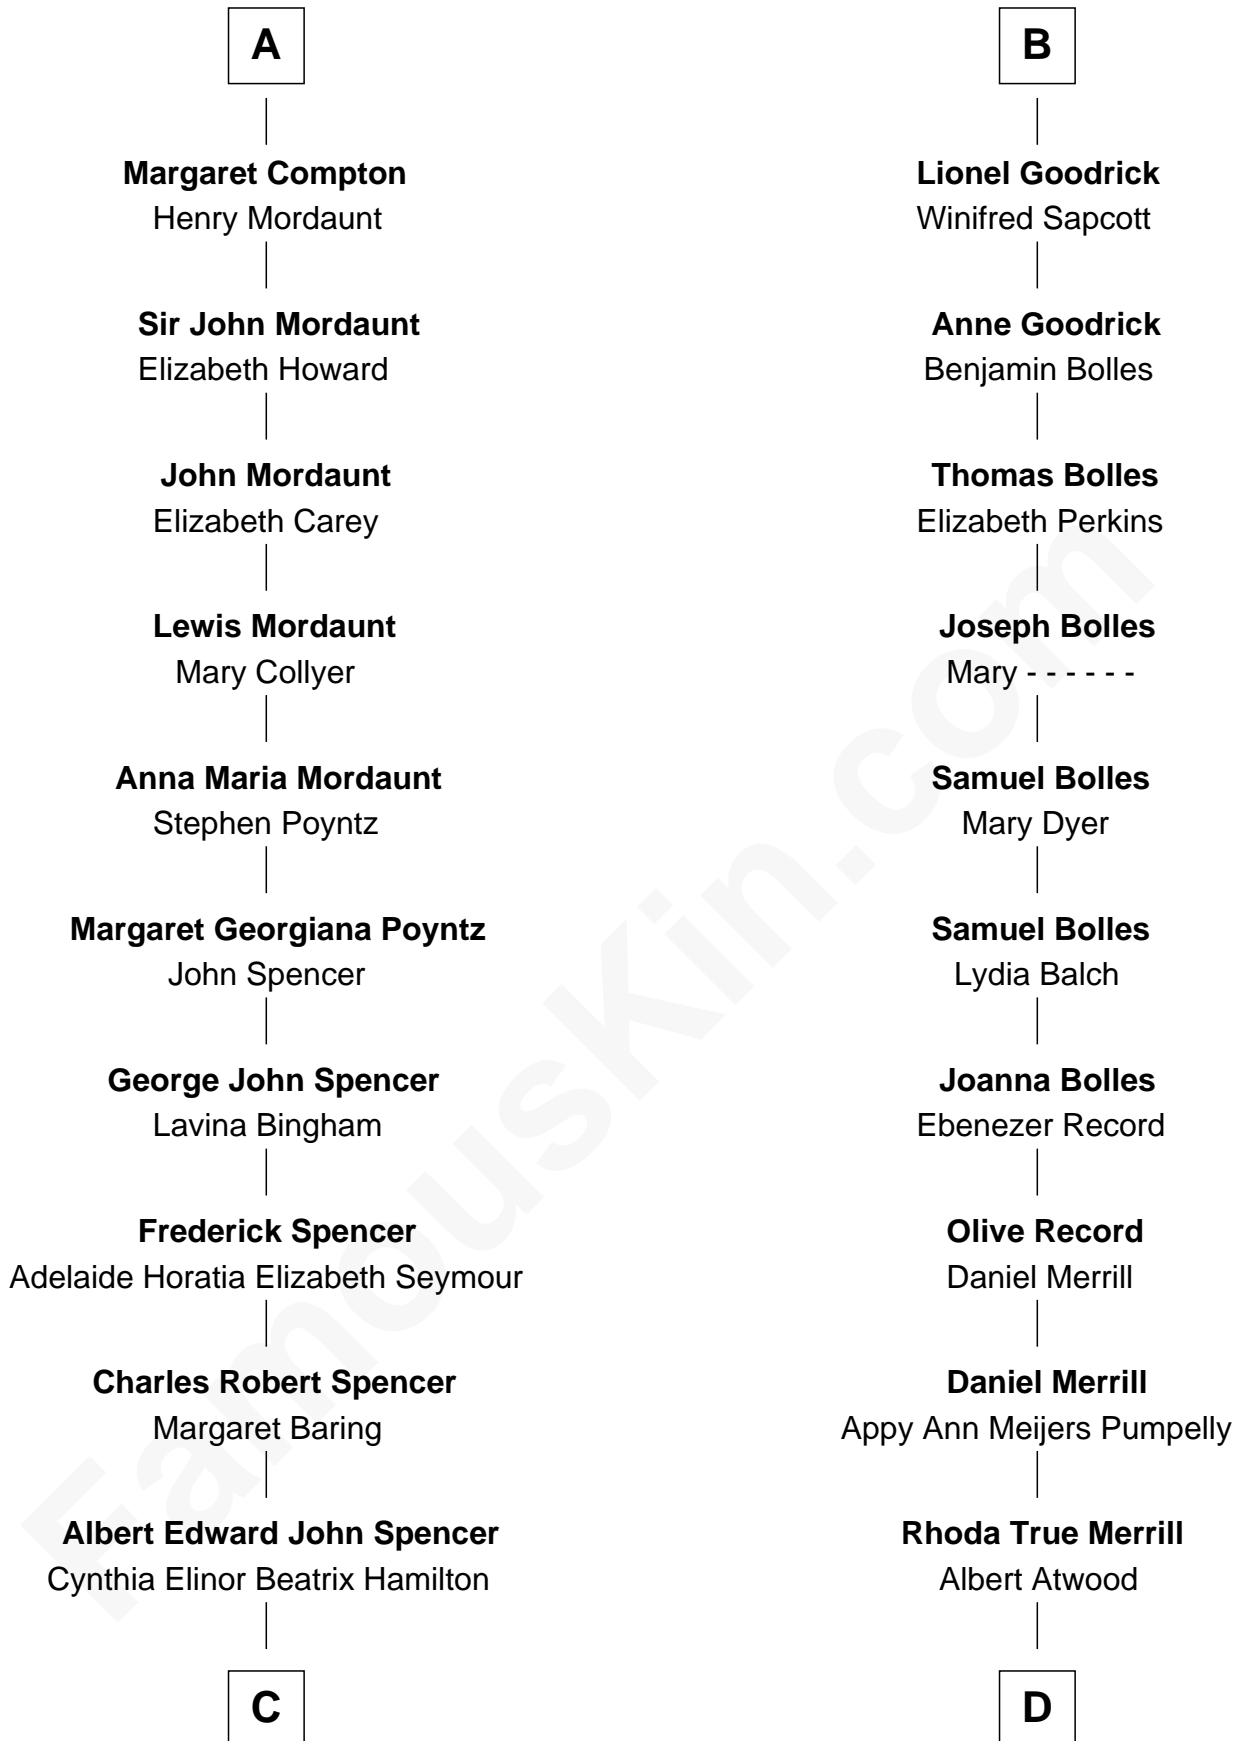 A
Margaret Compton
Henry Mordaunt
Sir John Mordaunt
Elizabeth Howard
John Mordaunt
Elizabeth Carey
Lewis Mordaunt
Mary Collyer
Anna Maria Mordaunt
Stephen Poyntz
Margaret Georgiana Poyntz
John Spencer
George John Spencer
Lavina Bingham
Frederick Spencer
Adelaide Horatia Elizabeth Seymour
Charles Robert Spencer
Margaret Baring
Albert Edward John Spencer
Cynthia Elinor Beatrix Hamilton
C
B
Lionel Goodrick
Winifred Sapcott
Anne Goodrick
Benjamin Bolles
Thomas Bolles
Elizabeth Perkins
Joseph Bolles
Mary - - - - - -
Samuel Bolles
Mary Dyer
Samuel Bolles
Lydia Balch
Joanna Bolles
Ebenezer Record
Olive Record
Daniel Merrill
Daniel Merrill
Appy Ann Meijers Pumpelly
Rhoda True Merrill
Albert Atwood
D
FamousKin.com